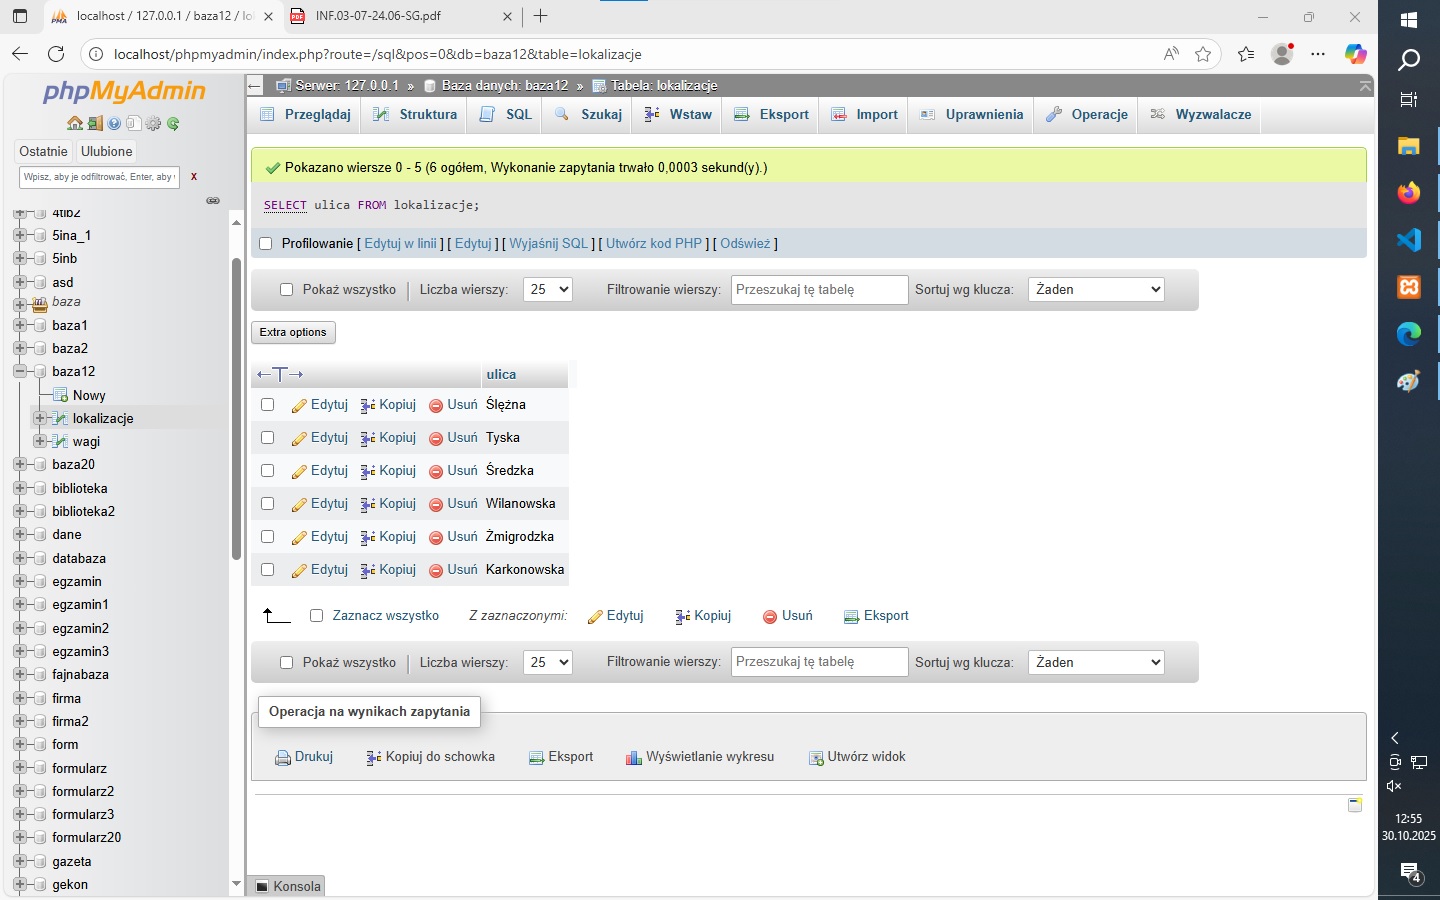 localhost / 127.0.0.1 / baza12 / lo
INF.03-07-24.06-SG.pdf
localhost/phpmyadmin/index.php?route=/sql&pos=0&db=baza12&table=lokalizacje
phpMyAdmin
Ostatnie
Ulubione
Wpisz, aby je odfiltrować, Enter, aby
X
4tib2
5ina_1
5inb
asd
baza
baza1
baza2
baza12
Nowy
lokalizacje
wagi
baza20
biblioteka
biblioteka2
dane
databaza
egzamin
egzamin1
egzamin2
egzamin3
fajnabaza
firma
firma2
form
formularz
formularz2
formularz3
formularz20
gazeta
gekon
Serwer: 127.0.0.1 » Baza danych: baza12 » Tabela: lokalizacje
Przeglądaj Struktura SQL Szukaj Wstaw Eksport Import Uprawnienia Operacje Wyzwalacze
Pokazano wiersze 0 - 5 (6 ogółem, Wykonanie zapytania trwało 0,0003 sekund(y).)
SELECT ulica FROM lokalizacje;
Profilowanie [ Edytuj w linii ] [ Edytuj ] [ Wyjaśnij SQL ] [ Utwórz kod PHP ] [ Odśwież ]
Pokaż wszystko | Liczba wierszy: 25 Filtrowanie wierszy: Przeszukaj tę tabelę Sortuj wg klucza: Żaden
Extra options
←T→ ulica
Edytuj Kopiuj Usuń Ślężna
Edytuj Kopiuj Usuń Tyska
Edytuj Kopiuj Usuń Średzka
Edytuj Kopiuj Usuń Wilanowska
Edytuj Kopiuj Usuń Żmigrodzka
Edytuj Kopiuj Usuń Karkonowska
Zaznacz wszystko Z zaznaczonymi: Edytuj Kopiuj Usuń Eksport
Pokaż wszystko | Liczba wierszy: 25 Filtrowanie wierszy: Przeszukaj tę tabelę Sortuj wg klucza: Żaden
Operacja na wynikach zapytania
Drukuj Kopiuj do schowka Eksport Wyświetlanie wykresu Utwórz widok
Konsola
12:55
30.10.2025
4